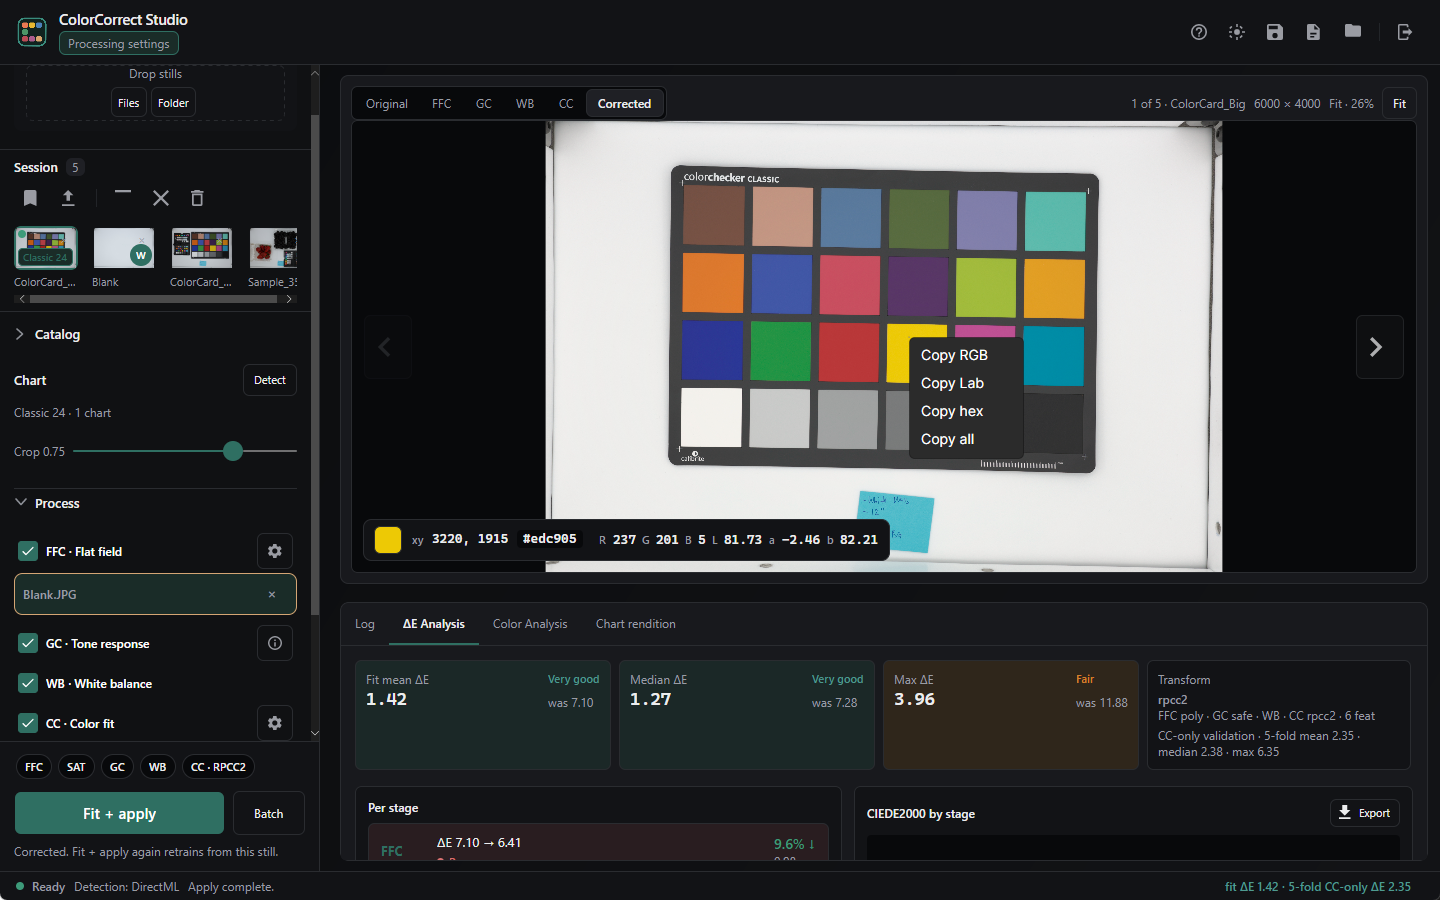 ColorCorrect Studio
Processing settings
Drop stills
Files
Folder
Session 5
Classic 24
W
ColorCard_...
Blank
ColorCard_...
Sample_3
Catalog
Chart
Detect
Classic 24 · 1 chart
Crop 0.75
Process
FFC · Flat field
Blank.JPG
GC · Tone response
WB · White balance
CC · Color fit
FFC
SAT
GC
WB
CC · RPCC2
Fit + apply
Batch
Corrected. Fit + apply again retrains from this still.
Original
FFC
GC
WB
CC
Corrected
1 of 5 · ColorCard_Big 6000 × 4000 Fit · 26%
Fit
colorchecker CLASSIC
calibrite
Copy RGB
Copy Lab
Copy hex
Copy all
xy 3220, 1915 #edc905 R 237 G 201 B 5 L 81.73 a −2.46 b 82.21
Log
ΔE Analysis
Color Analysis
Chart rendition
Fit mean ΔE
Very good
1.42
was 7.10
Median ΔE
Very good
1.27
was 7.28
Max ΔE
Fair
3.96
was 11.88
Transform
rpcc2
FFC poly · GC safe · WB · CC rpcc2 · 6 feat
CC-only validation · 5-fold mean 2.35 ·
median 2.38 · max 6.35
Per stage
FFC
ΔE 7.10 → 6.41
9.6% ↓
CIEDE2000 by stage
Export
Ready
Detection: DirectML
Apply complete.
fit ΔE 1.42 · 5-fold CC-only ΔE 2.35